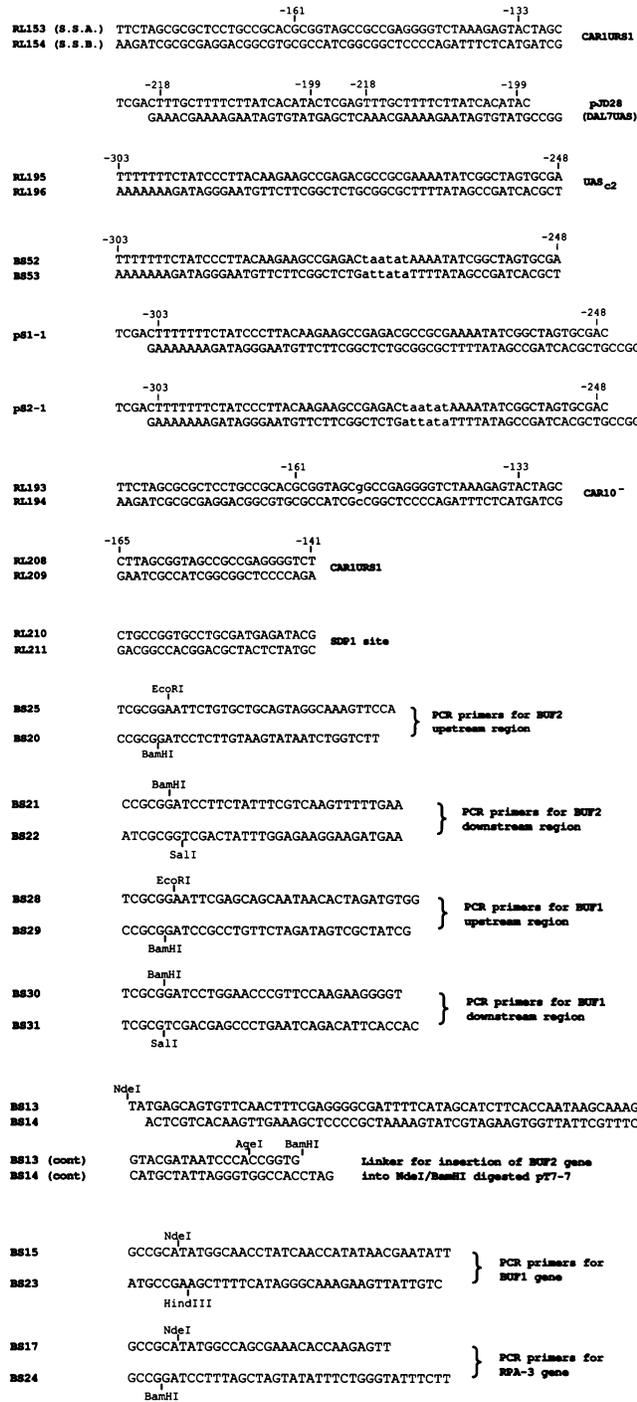 -161 -133
RL153 (S.S.A.) TTCTAGCGCGCTCCTGCCGCACGCGGTAGCCGCCGAGGGGTCTAAAGAGTACTAGC
RL154 (S.S.B.) AAGATCGCGCGAGGACGGCGTGCGCCATCGGCGGCTCCCCAGATTTCTCATGATCG
CAR1URS1
-218 -199 -218 -199
TCGACTTTGCTTTTCTTATCACATACTCGAGTTTGCTTTTCTTATCACATAC
pJD28
GAAACGAAAAGAATAGTGTATGAGCTCAAACGAAAAGAATAGTGTATGCCGG
(DAL7UAS)
-303 -248
RL195 TTTTTTTCTATCCCTTACAAGAAGCCGAGACGCCGCGAAAATATCGGCTAGTGCGA
RL196 AAAAAAAGATAGGGAATGTTCTTCGGCTCTGCGGCGCTTTTATAGCCGATCACGCT
UASc2
-303 -248
BS52 TTTTTTTCTATCCCTTACAAGAAGCCGAGACtaatatAAAATATCGGCTAGTGCGA
BS53 AAAAAAAGATAGGGAATGTTCTTCGGCTCTGattataTTTTATAGCCGATCACGCT
-303 -248
pS1-1 TCGACTTTTTTTCTATCCCTTACAAGAAGCCGAGACGCCGCGAAAATATCGGCTAGTGCGAC
GAAAAAAAGATAGGGAATGTTCTTCGGCTCTGCGGCGCTTTTATAGCCGATCACGCTGCCGG
-303 -248
pS2-1 TCGACTTTTTTTCTATCCCTTACAAGAAGCCGAGACtaatatAAAATATCGGCTAGTGCGAC
GAAAAAAAGATAGGGAATGTTCTTCGGCTCTGattataTTTTATAGCCGATCACGCTGCCGG
-161 -133
RL193 TTCTAGCGCGCTCCTGCCGCACGCGGTAGCgGCCGAGGGGTCTAAAGAGTACTAGC
RL194 AAGATCGCGCGAGGACGGCGTGCGCCATCGcCGGCTCCCCAGATTTCTCATGATCG
CAR10-
-165 -141
RL208 CTTAGCGGTAGCCGCCGAGGGGTCT
RL209 GAATCGCCATCGGCGGCTCCCCAGA
CAR1URS1
RL210 CTGCCGGTGCCTGCGATGAGATACG
RL211 GACGGCCACGGACGCTACTCTATGC
SDP1 site
EcoRI
BS25 TCGCGGAATTCTGTGCTGCAGTAGGCAAAGTTCCA
BS20 CCGCGGATCCTCTTGTAAGTATAATCTGGTCTT
BamHI
PCR primers for BUF2
upstream region
BamHI
BS21 CCGCGGATCCTTCTATTTCGTCAAGTTTTTGAA
BS22 ATCGCGGTCGACTATTTGGAGAAGGAAGATGAA
SalI
PCR primers for BUF2
downstream region
EcoRI
BS28 TCGCGGAATTCGAGCAGCAATAACACTAGATGTGG
BS29 CCGCGGATCCGCCTGTTCTAGATAGTCGCTATCG
BamHI
PCR primers for BUF1
upstream region
BamHI
BS30 TCGCGGATCCTGGAACCCGTTCCAAGAAGGGGT
BS31 TCGCGTCGACGAGCCCTGAATCAGACATTCACCAC
SalI
PCR primers for BUF1
downstream region
NdeI
BS13 TATGAGCAGTGTTCAACTTTCGAGGGGCGATTTTCATAGCATCTTCACCAATAAGCAAAG
BS14 ACTCGTCACAAGTTGAAAGCTCCCCGCTAAAAGTATCGTAGAAGTGGTTATTCGTTTC
AgeI BamHI
BS13 (cont) GTACGATAATCCCACCGGTG
BS14 (cont) CATGCTATTAGGGTGGCCACCTAG
Linker for insertion of BUF2 gene
into NdeI/BamHI digested pT7-7
NdeI
BS15 GCCGCATATGGCAACCTATCAACCATATAACGAATATT
BS23 ATGCCGAAGCTTTTCATAGGGCAAAGAAGTTATTGTC
HindIII
PCR primers for
BUF1 gene
NdeI
BS17 GCCGCATATGGCCAGCGAAACACCAAGAGTT
BS24 GCCGGATCCTTTAGCTAGTATATTTCTGGGTATTTCTT
BamHI
PCR primers for
RPA-3 gene